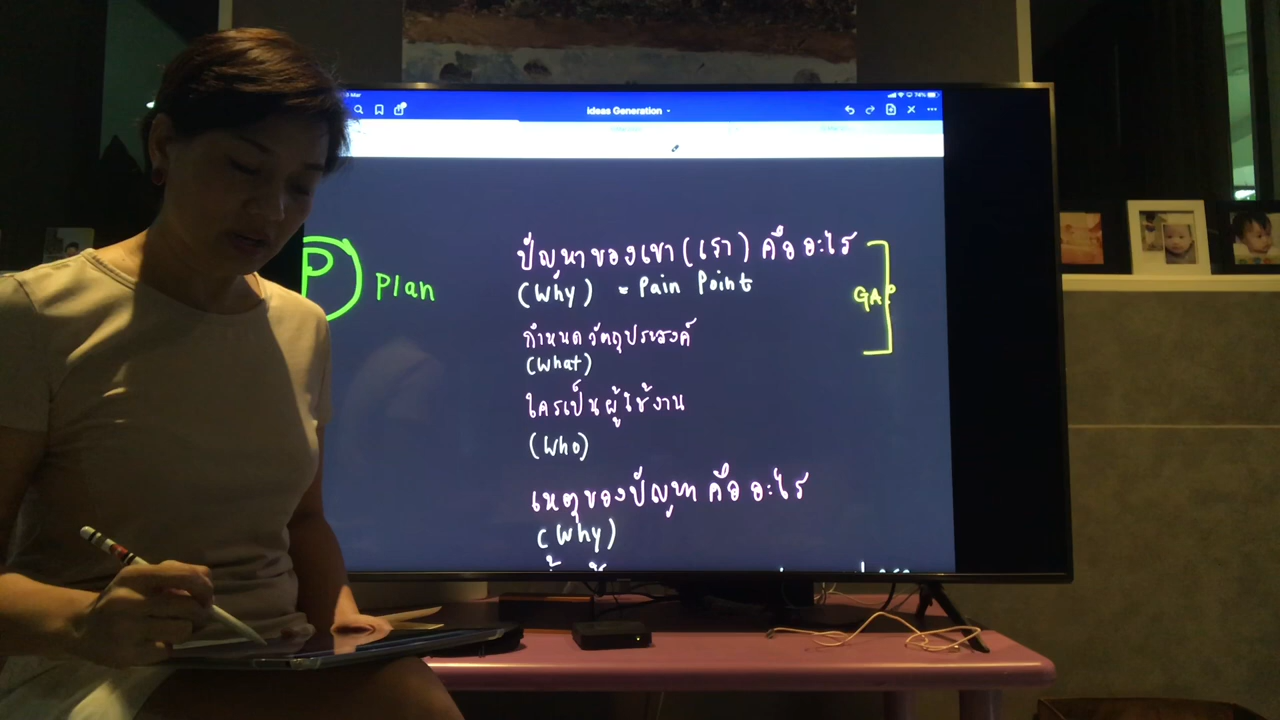 Mar
74%
Ideas Generation
P Plan
ปัญหาของเขา (เรา) คืออะไร
(Why) = Pain Point
GAP
กำหนดวัตถุประสงค์
(What)
ใครเป็นผู้ใช้งาน
(Who)
เหตุของปัญหาคืออะไร
(Why)